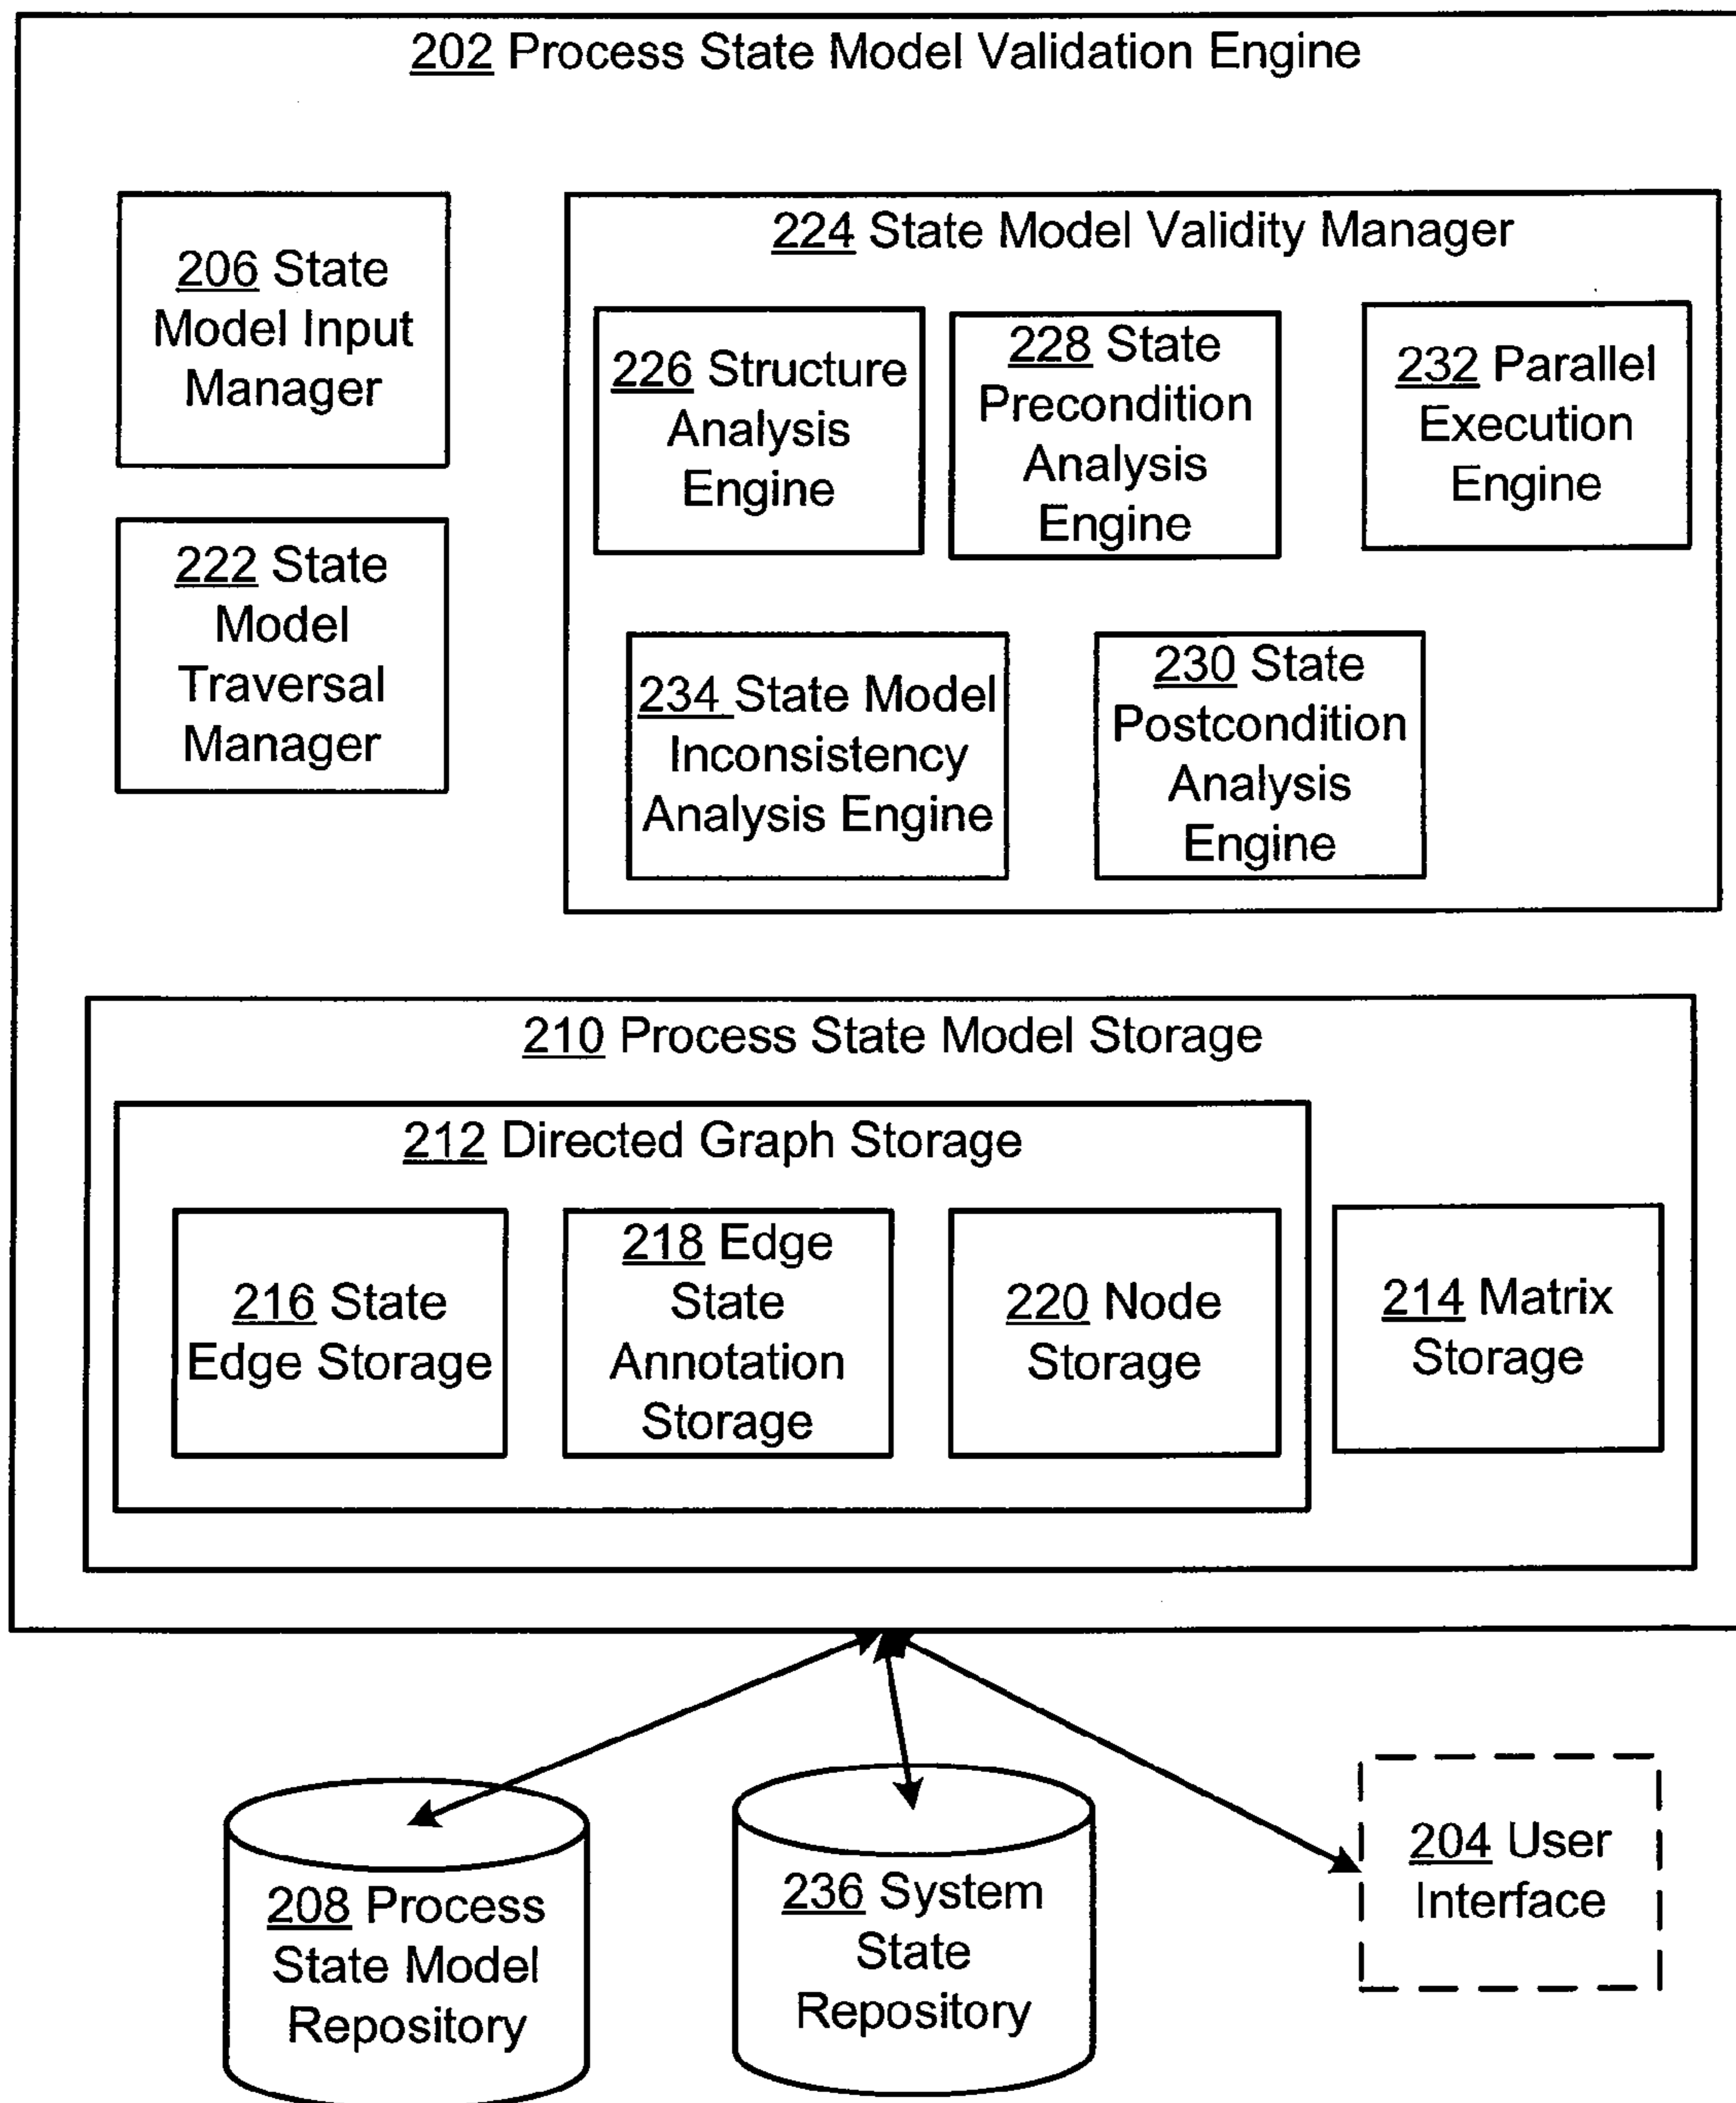 202 Process State Model Validation Engine
206 State
Model Input
Manager
222 State
Model
Traversal
Manager
224 State Model Validity Manager
226 Structure
Analysis
Engine
228 State
Precondition
Analysis
Engine
232 Parallel
Execution
Engine
234 State Model
Inconsistency
Analysis Engine
230 State
Postcondition
Analysis
Engine
210 Process State Model Storage
212 Directed Graph Storage
216 State
Edge Storage
218 Edge
State
Annotation
Storage
220 Node
Storage
214 Matrix
Storage
208 Process
State Model
Repository
236 System
State
Repository
204 User
Interface